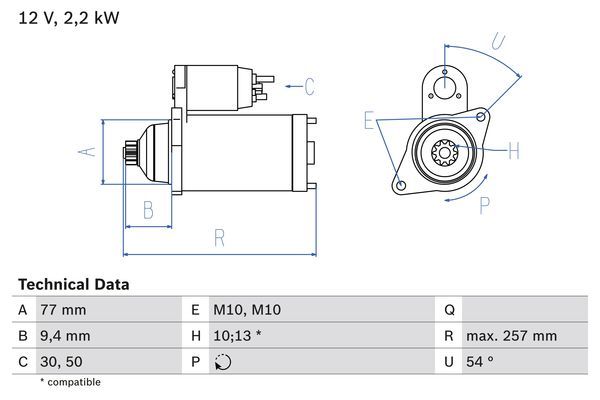 12 V, 2,2 kW
U
C
E
A
H
B
P
R
Technical Data
A 77 mm E M10, M10 Q
B 9,4 mm H 10;13 * R max. 257 mm
C 30, 50 P U 54 º
* compatible